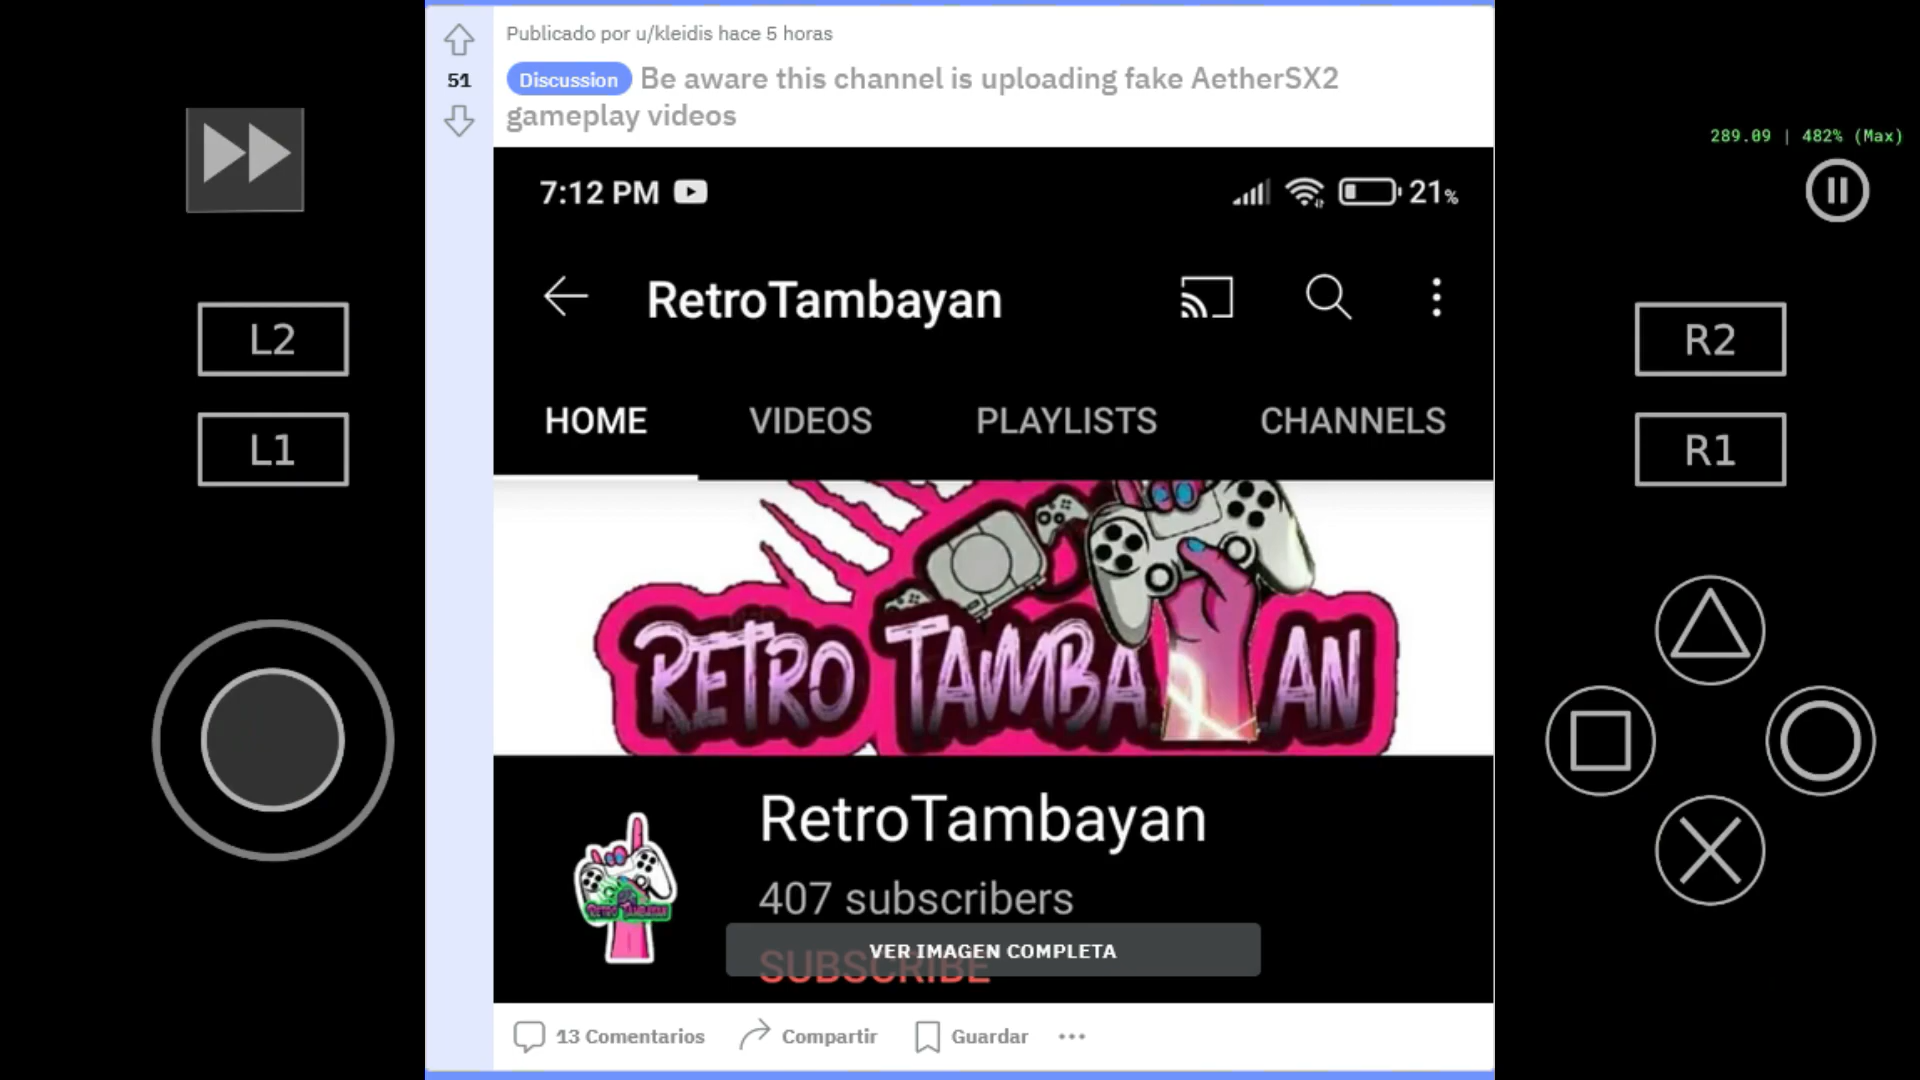 Publicado por u/kleidis hace 5 horas
51
Discussion Be aware this channel is uploading fake AetherSX2
gameplay videos
289.09 | 482% (Max)
7:12 PM 21%
RetroTambayan
L2
R2
HOME VIDEOS PLAYLISTS CHANNELS
L1
R1
RETRO TAMBAYAN
RetroTambayan
407 subscribers
VER IMAGEN COMPLETA
SUBSCRIBE
13 Comentarios Compartir Guardar